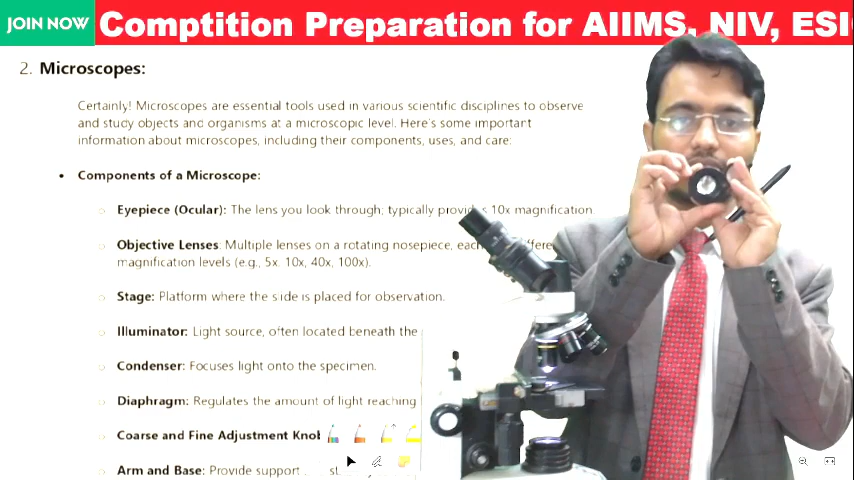 JOIN NOW Comptition Preparation for AIIMS, NIV, ESI
2. Microscopes:
Certainly! Microscopes are essential tools used in various scientific disciplines to observe
and study objects and organisms at a microscopic level. Here's some important
information about microscopes, including their components, uses, and care:
• Components of a Microscope:
Eyepiece (Ocular): The lens you look through; typically 10x magnification.
Objective Lenses: Multiple lenses on a rotating nosepiece, each
magnification levels (e.g., 5x. 10x, 40x, 100x).
Stage: Platform where the slide is placed for observation.
Illuminator: Light source, often located beneath the
Condenser: Focuses light onto the specimen.
Diaphragm: Regulates the amount of light reaching
Coarse and Fine Adjustment
Arm and Base: Provide support